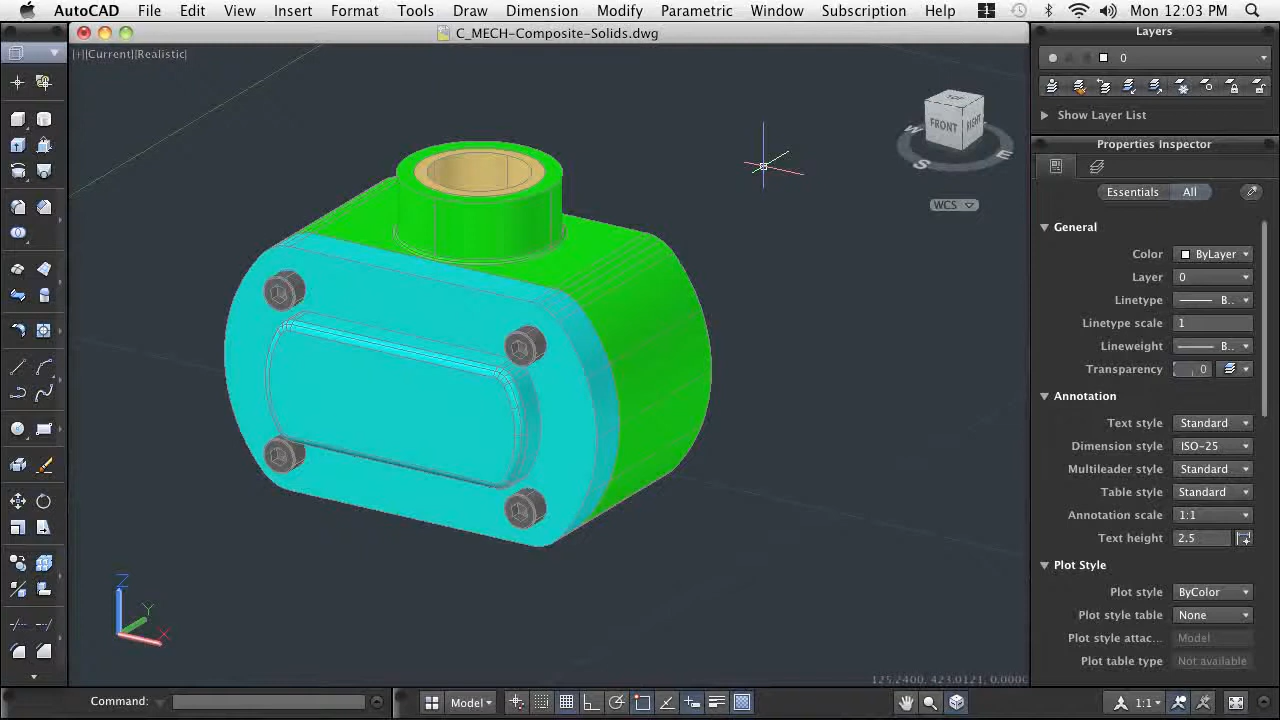 AutoCAD File Edit View Insert Format Tools Draw Dimension Modify Parametric Window Subscription Help 1 Mon 12:03 PM
C_MECH-Composite-Solids.dwg
[+][Current][Realistic]
TOP
FRONT
RIGHT
W
S
E
WCS
Z
Y
X
125.2400, 423.0121, 0.0000
Layers
0
Show Layer List
Properties Inspector
Essentials All
General
Color ByLayer
Layer 0
Linetype B..
Linetype scale 1
Lineweight B..
Transparency 0
Annotation
Text style Standard
Dimension style ISO-25
Multileader style Standard
Table style Standard
Annotation scale 1:1
Text height 2.5
Plot Style
Plot style ByColor
Plot style table None
Plot style attac... Model
Plot table type Not available
Command: Model 1:1